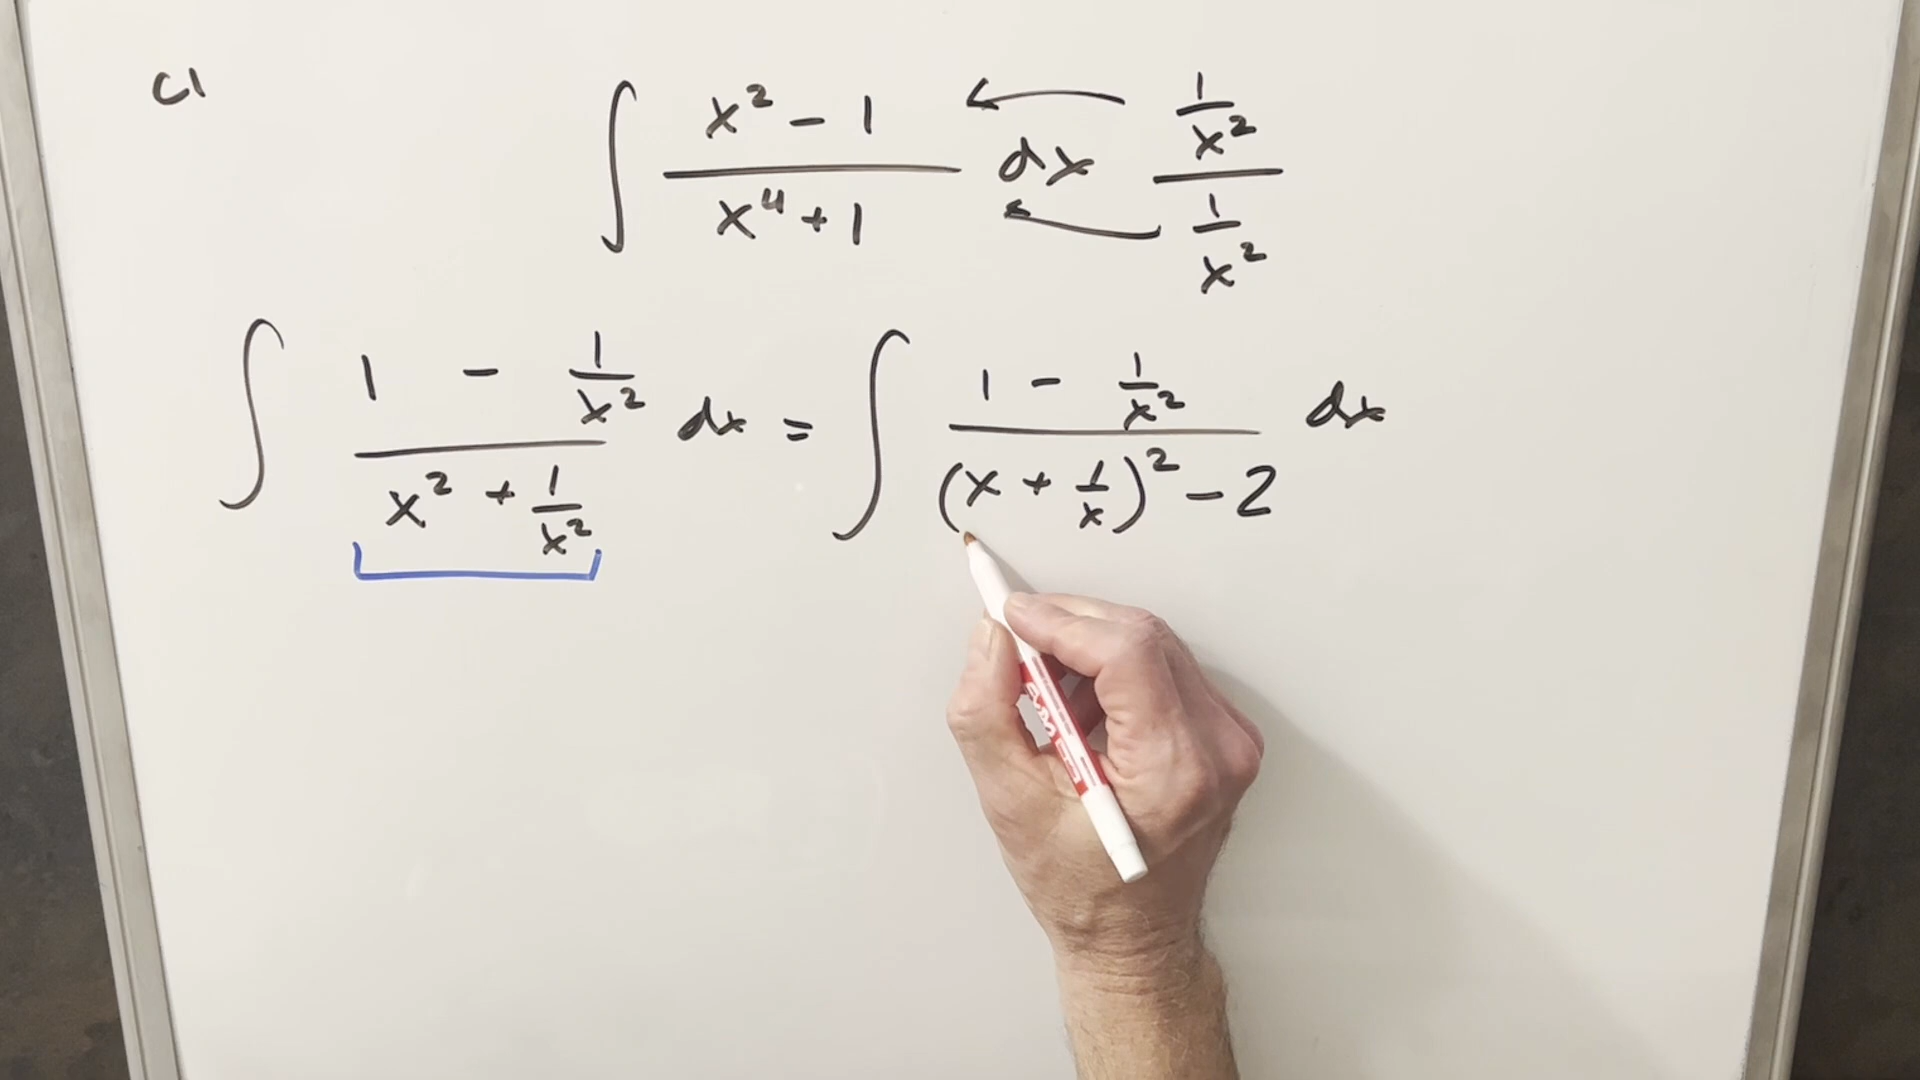 C1
∫ (x² - 1)/(x⁴ + 1) dx ← (1/x²)/(1/x²)
∫ (1 - 1/x²)/(x² + 1/x²) dx = ∫ (1 - 1/x²)/((x + 1/x)² - 2) dx